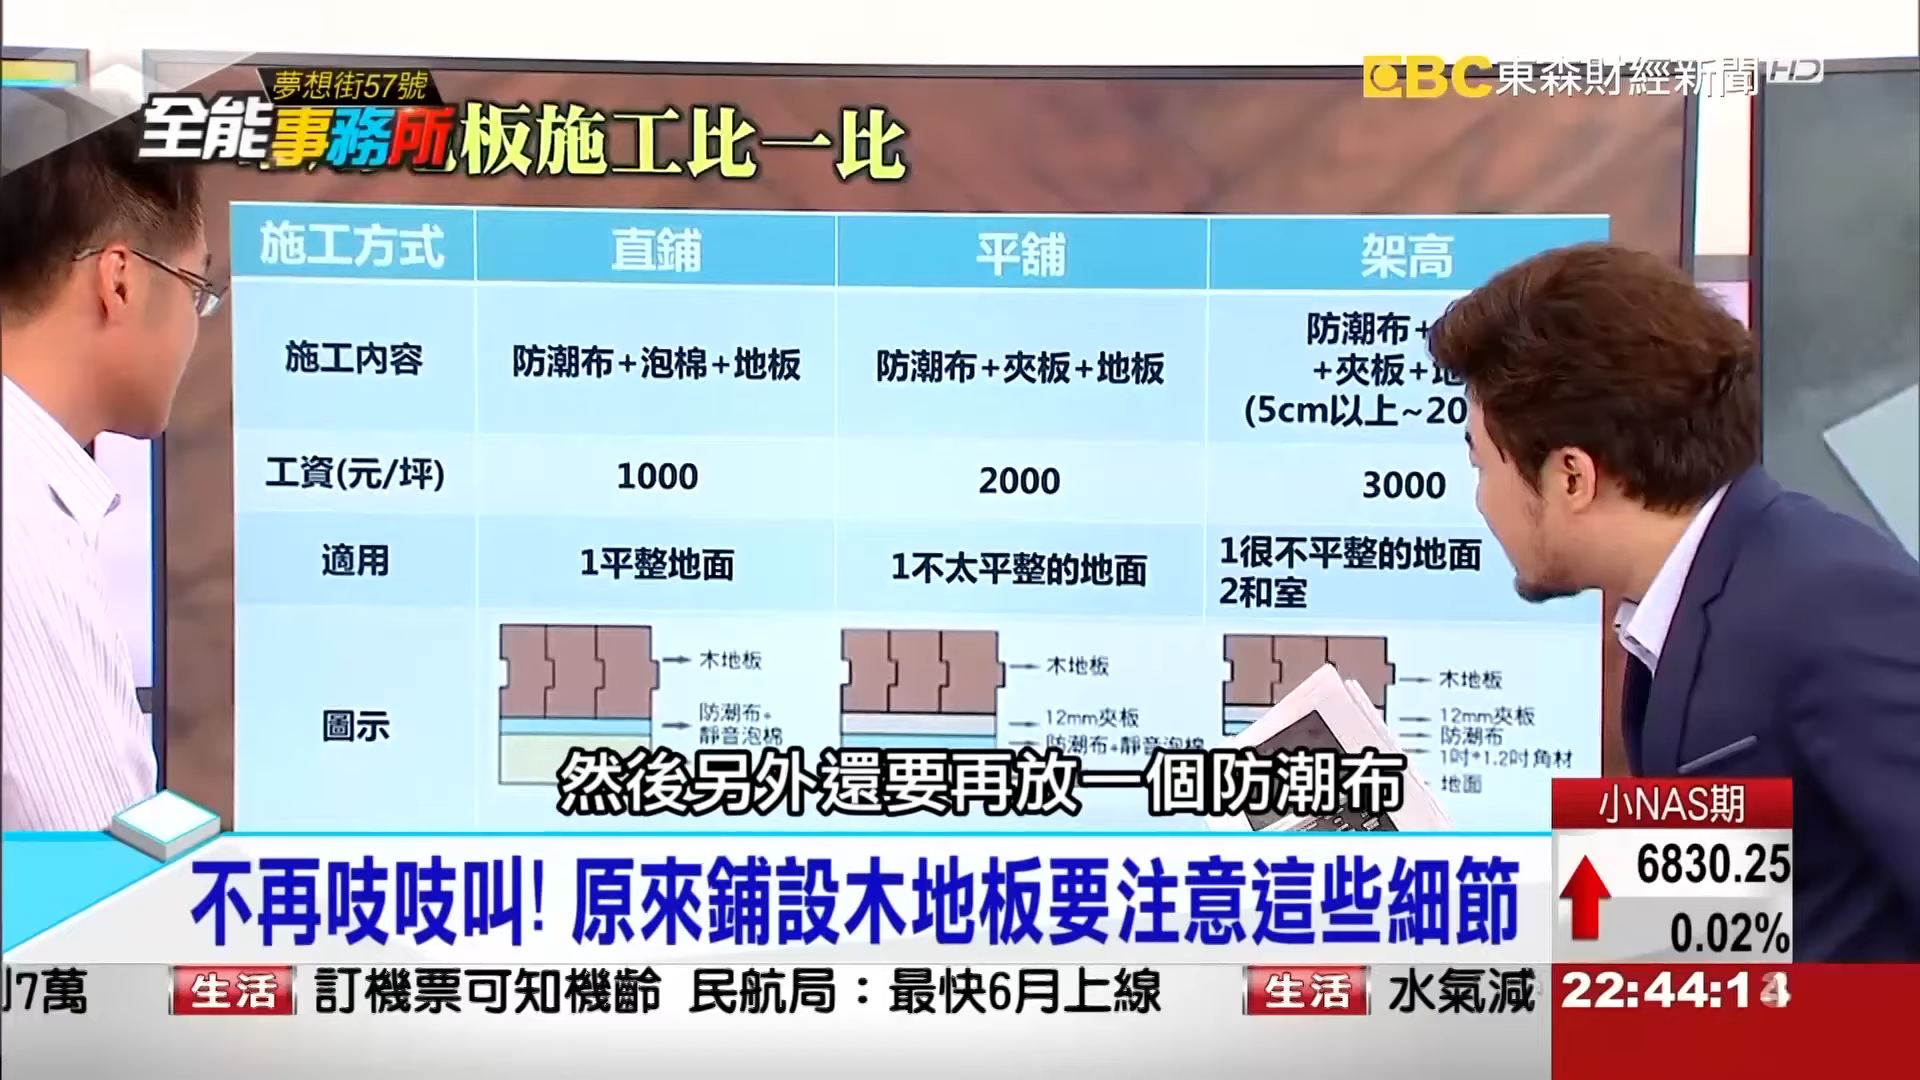 夢想街57號
全能事務所
EBC東森財經新聞HD
板施工比一比
施工方式
直鋪
平舖
架高
施工內容
防潮布+泡棉+地板
防潮布+夾板+地板
防潮布+
+夾板+地
(5cm以上~20
工資(元/坪)
1000
2000
3000
適用
1平整地面
1不太平整的地面
1很不平整的地面
2和室
圖示
木地板
防潮布+
靜音泡棉
木地板
12mm夾板
防潮布+靜音泡棉
木地板
12mm夾板
防潮布
1吋*1.2吋角材
地面
然後另外還要再放一個防潮布
不再吱吱叫! 原來鋪設木地板要注意這些細節
小NAS期
6830.25
0.02%
7萬
生活
訂機票可知機齡 民航局：最快6月上線
生活
水氣減
22:44:14